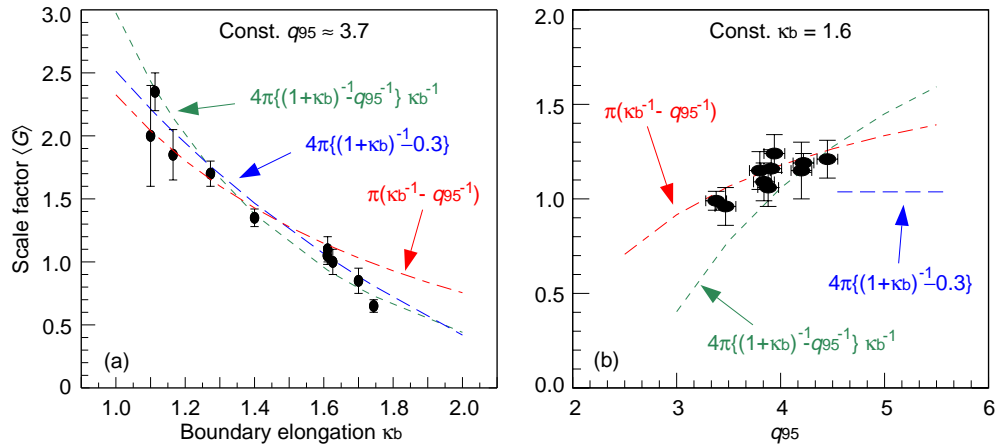 Const. q95 ≈ 3.7
4π{(1+κb)⁻¹-q95⁻¹} κb⁻¹
4π{(1+κb)⁻¹-0.3}
π(κb⁻¹- q95⁻¹)
(a)
Scale factor ⟨G⟩
3.0
2.5
2.0
1.5
1.0
0.5
0
1.0 1.2 1.4 1.6 1.8 2.0
Boundary elongation κb
Const. κb = 1.6
π(κb⁻¹- q95⁻¹)
4π{(1+κb)⁻¹-0.3}
4π{(1+κb)⁻¹-q95⁻¹} κb⁻¹
(b)
2.0
1.5
1.0
0.5
0.0
2 3 4 5 6
q95